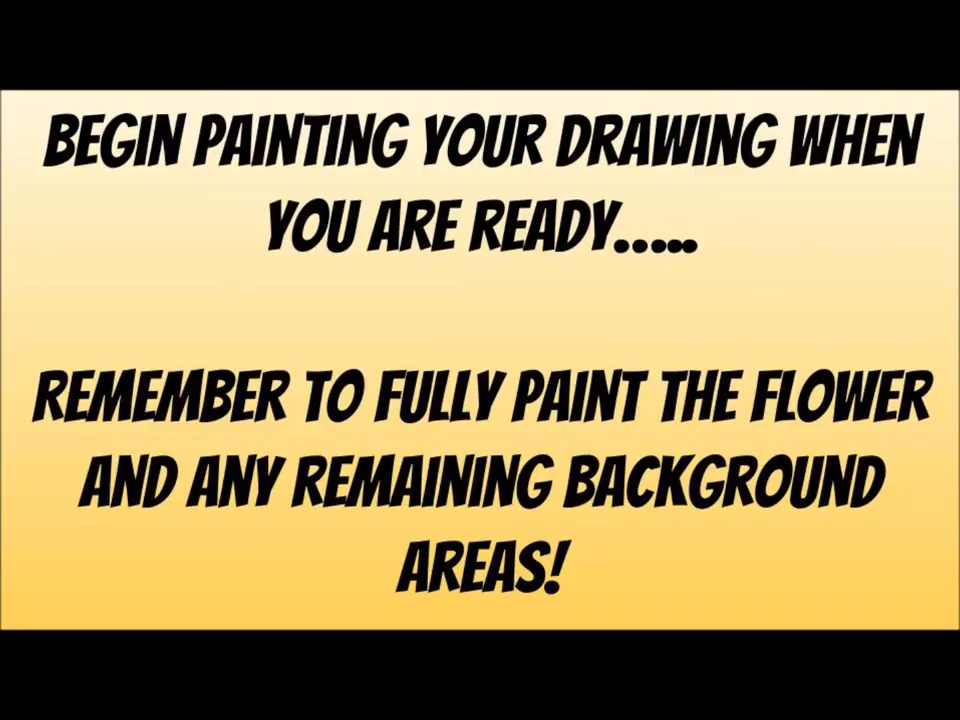 BEGIN PAINTING YOUR DRAWING WHEN
YOU ARE READY.....
REMEMBER TO FULLY PAINT THE FLOWER
AND ANY REMAINING BACKGROUND
AREAS!